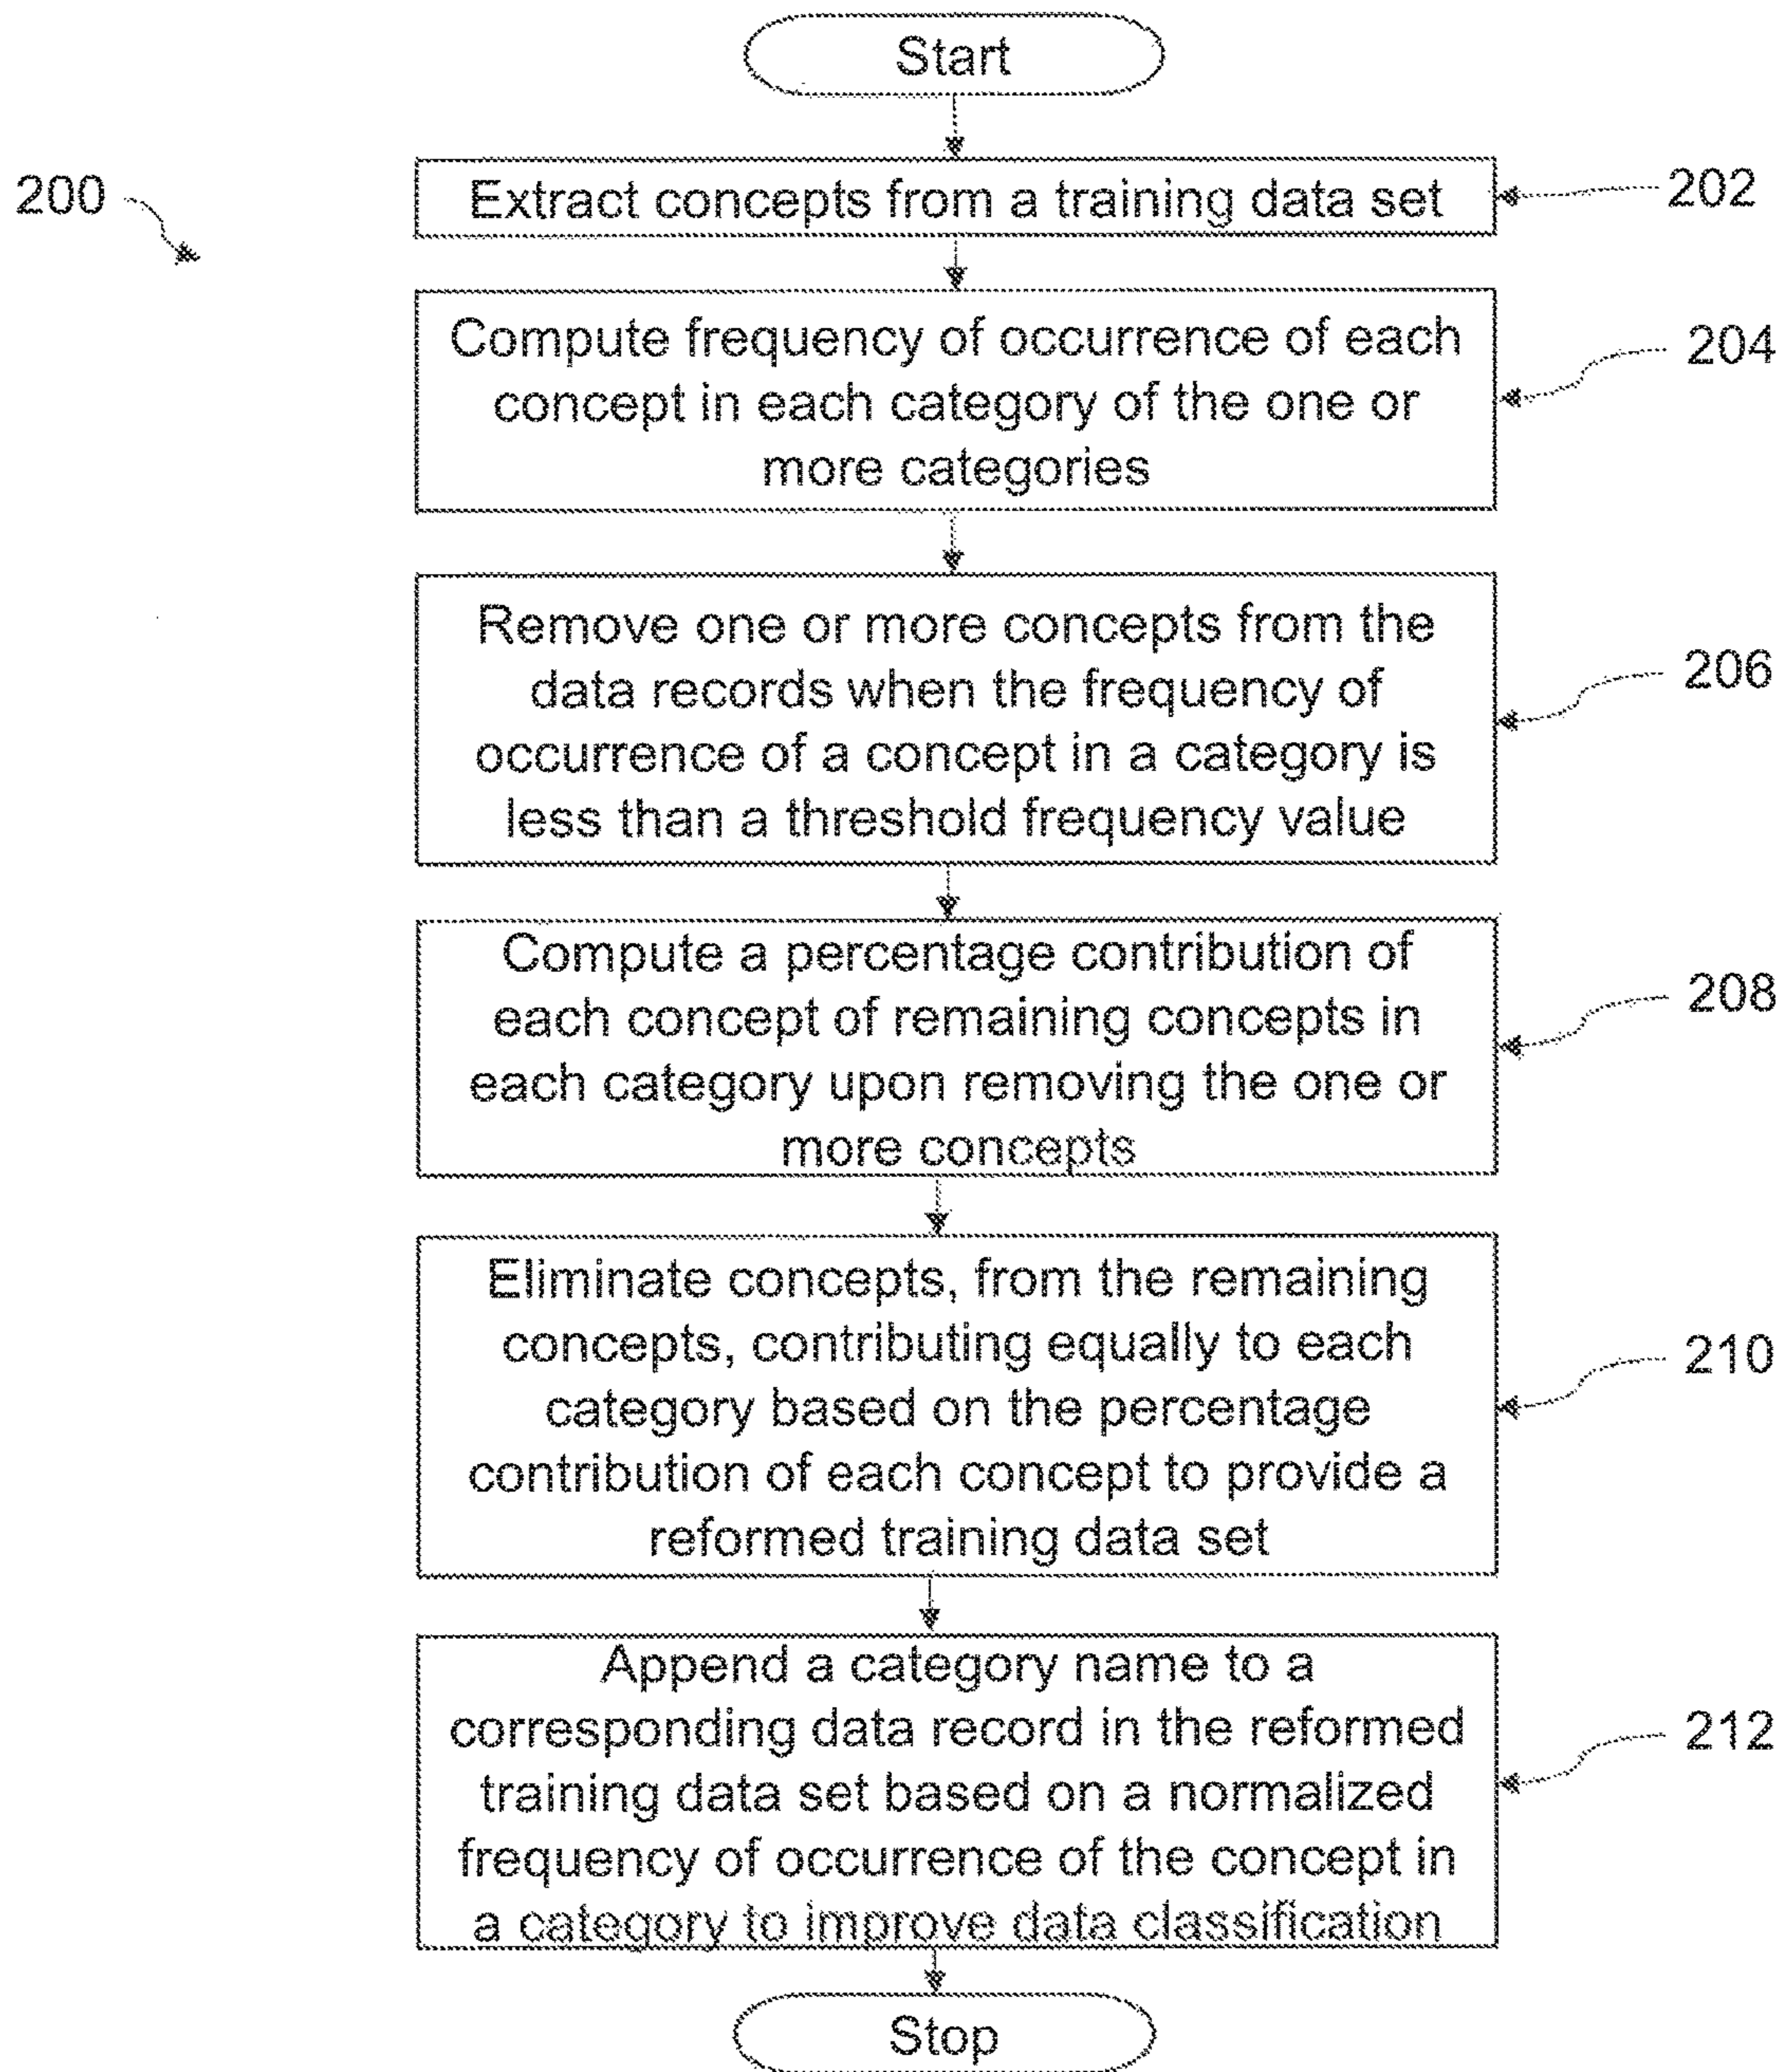 Start
200
Extract concepts from a training data set
202
Compute frequency of occurrence of each
concept in each category of the one or
more categories
204
Remove one or more concepts from the
data records when the frequency of
occurrence of a concept in a category is
less than a threshold frequency value
206
Compute a percentage contribution of
each concept of remaining concepts in
each category upon removing the one or
more concepts
208
Eliminate concepts, from the remaining
concepts, contributing equally to each
category based on the percentage
contribution of each concept to provide a
reformed training data set
210
Append a category name to a
corresponding data record in the reformed
training data set based on a normalized
frequency of occurrence of the concept in
a category to improve data classification
212
Stop